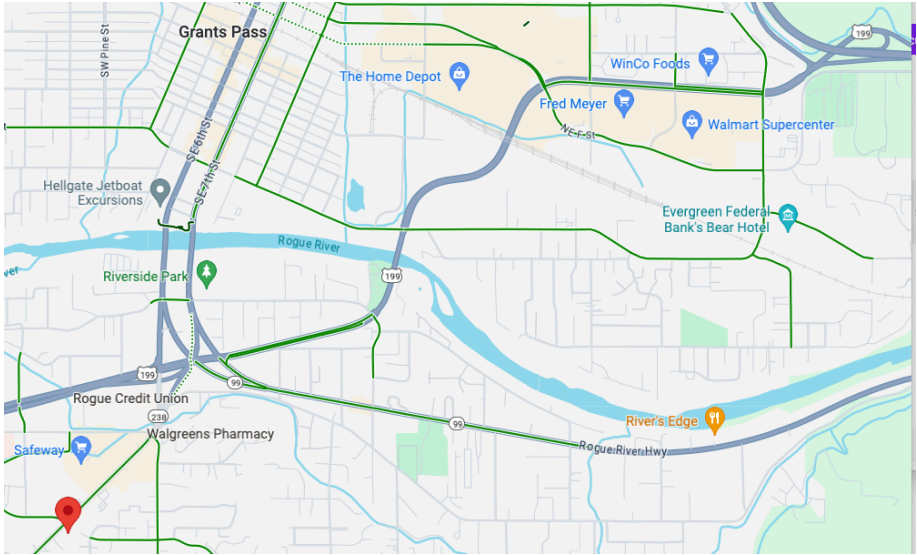 199
SW Pine St
Grants Pass
WinCo Foods
The Home Depot
Fred Meyer
Walmart Supercenter
NE F St
SE 6th St
SE 7th St
Hellgate Jetboat
Excursions
Evergreen Federal
Bank's Bear Hotel
Rogue River
Riverside Park
199
199
99
Rogue Credit Union
238
99
Walgreens Pharmacy
River's Edge
Rogue River Hwy
Safeway